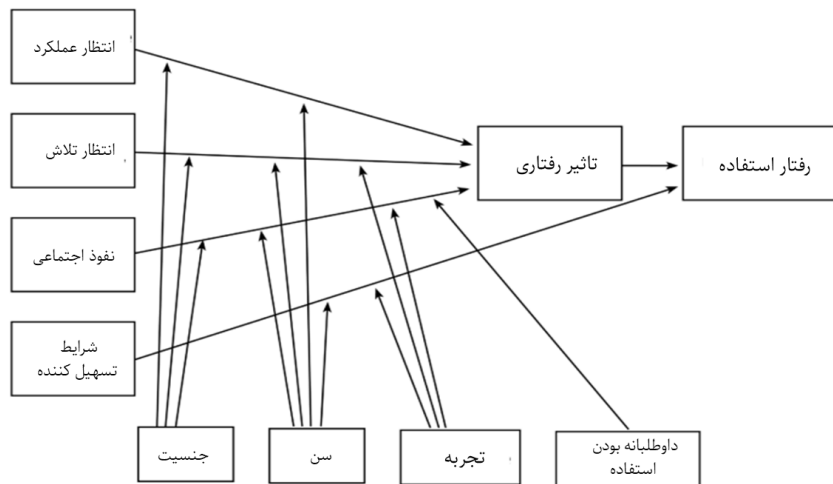 انتظار عملکرد
انتظار تلاش
نفوذ اجتماعی
شرایط
تسهیل کننده
تاثیر رفتاری
رفتار استفاده
جنسیت
سن
تجربه
داوطلبانه بودن
استفاده